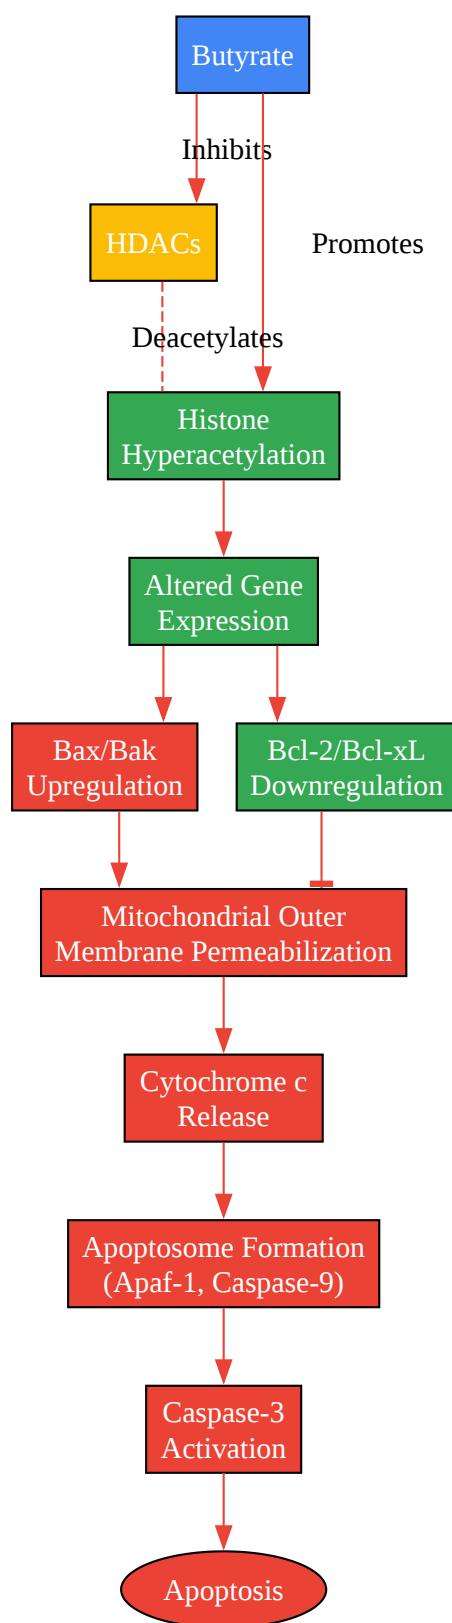 Butyrate
Inhibits
HDACs
Promotes
Deacetylates
Histone
Hyperacetylation
Altered Gene
Expression
Bax/Bak
Upregulation
Bcl-2/Bcl-xL
Downregulation
Mitochondrial Outer
Membrane Permeabilization
Cytochrome c
Release
Apoptosome Formation
(Apaf-1, Caspase-9)
Caspase-3
Activation
Apoptosis